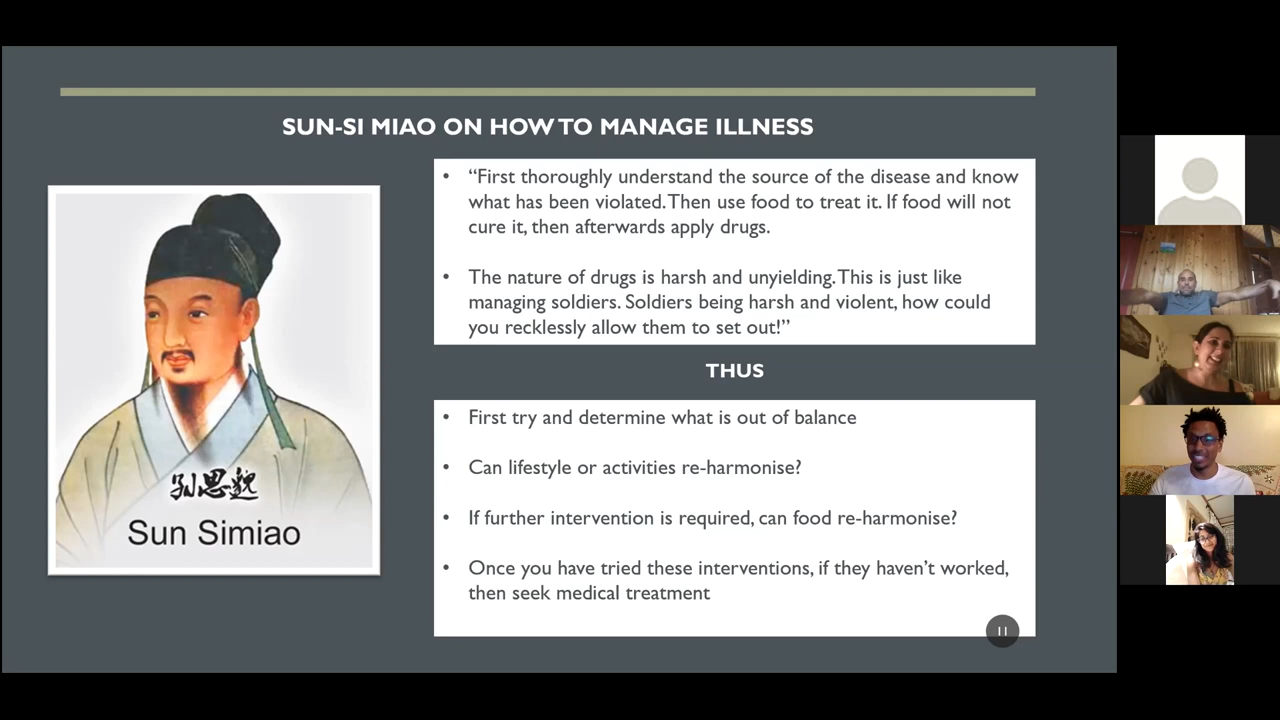 SUN-SI MIAO ON HOW TO MANAGE ILLNESS
• “First thoroughly understand the source of the disease and know
what has been violated. Then use food to treat it. If food will not
cure it, then afterwards apply drugs.
• The nature of drugs is harsh and unyielding. This is just like
managing soldiers. Soldiers being harsh and violent, how could
you recklessly allow them to set out!”
孙思邈
Sun Simiao
THUS
• First try and determine what is out of balance
• Can lifestyle or activities re-harmonise?
• If further intervention is required, can food re-harmonise?
• Once you have tried these interventions, if they haven’t worked,
then seek medical treatment
11